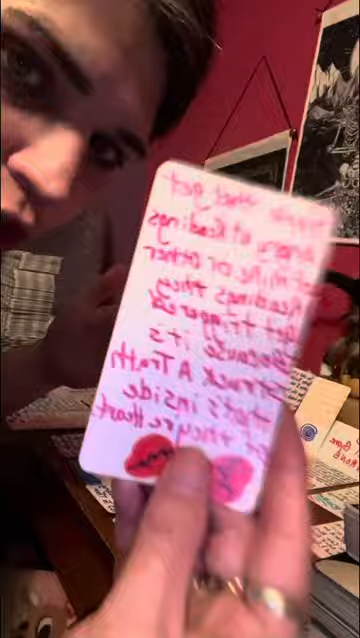 People that get
Angry at Readings
of Mine or other
Readings they
Get triggered
Because it's
Struck A Truth
that's inside
of they're Heart